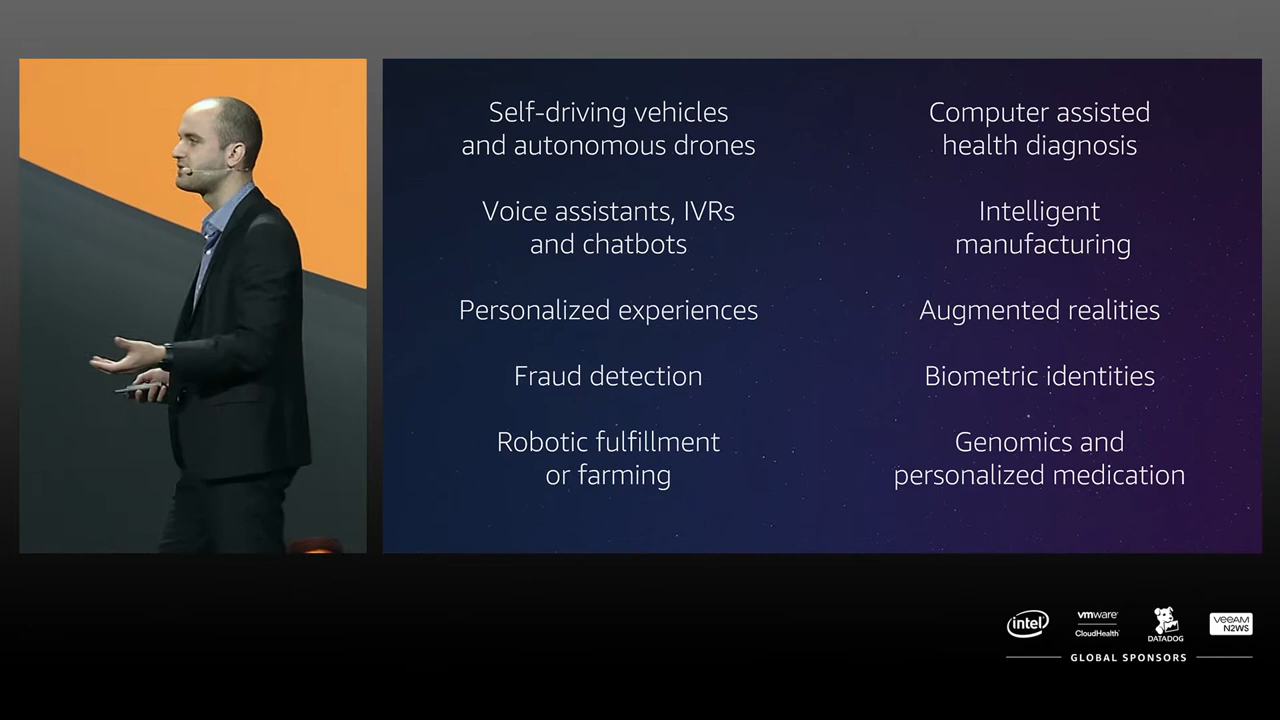 Self-driving vehicles
and autonomous drones
Voice assistants, IVRs
and chatbots
Personalized experiences
Fraud detection
Robotic fulfillment
or farming
Computer assisted
health diagnosis
Intelligent
manufacturing
Augmented realities
Biometric identities
Genomics and
personalized medication
intel
vmware
CloudHealth
DATADOG
VEEAM
N2WS
GLOBAL SPONSORS